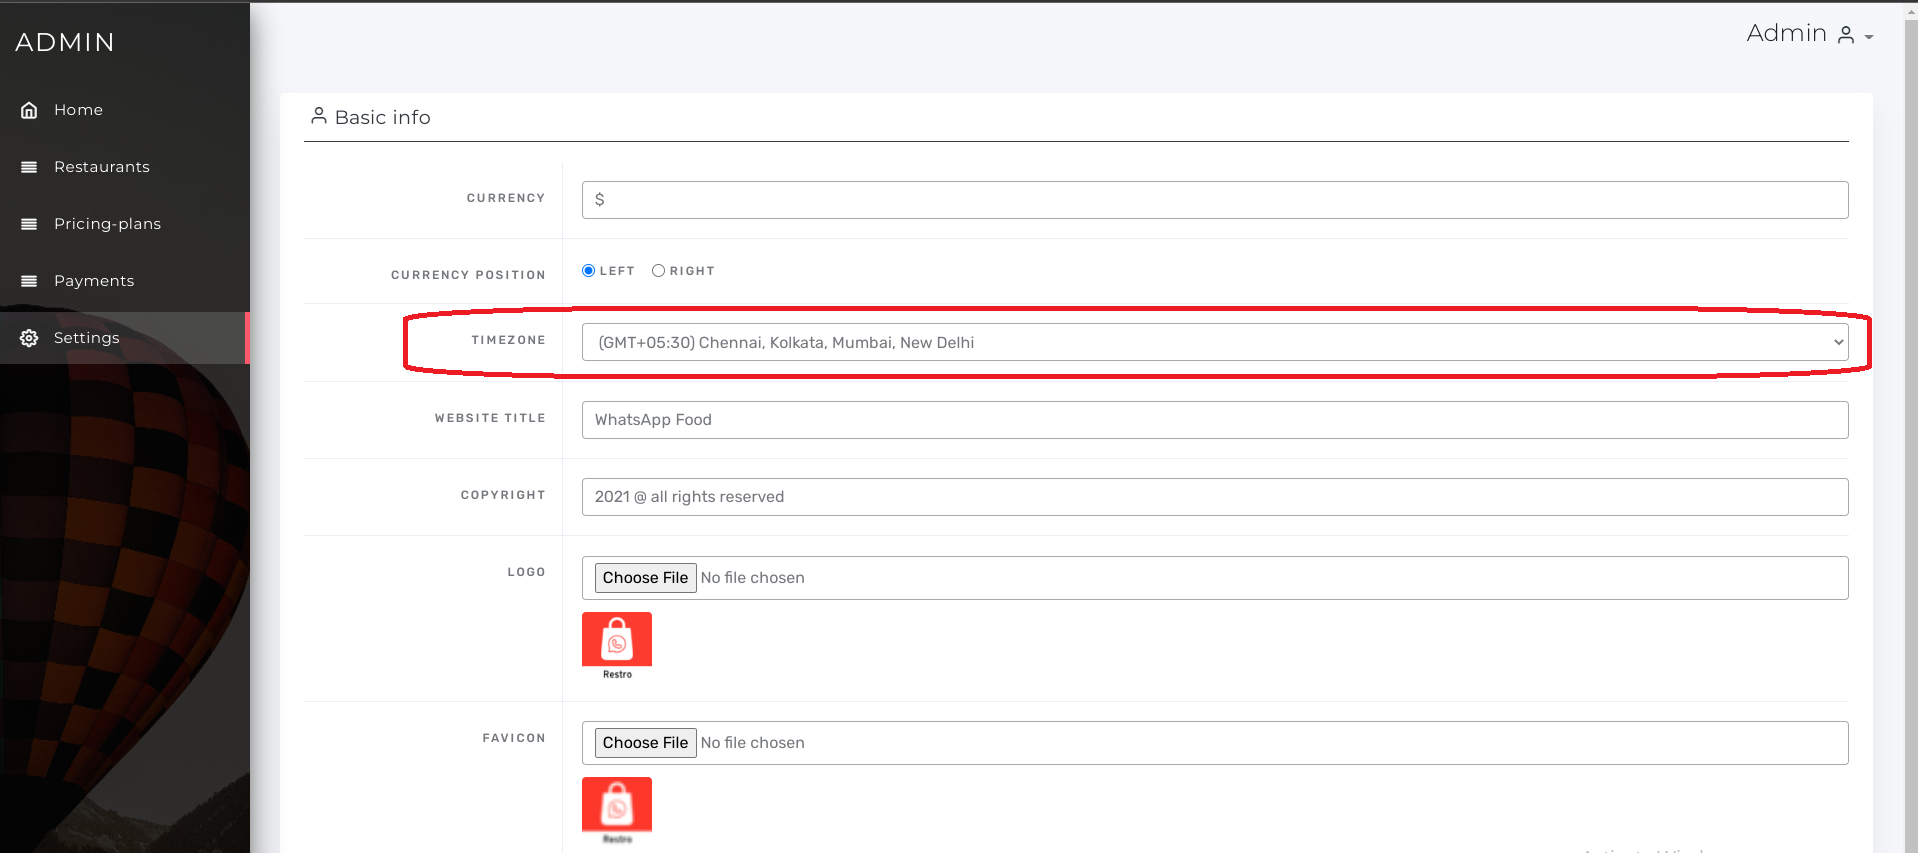 ADMIN
Admin
Home
Restaurants
Pricing-plans
Payments
Settings
Basic info
CURRENCY
$
CURRENCY POSITION
LEFT RIGHT
TIMEZONE
(GMT+05:30) Chennai, Kolkata, Mumbai, New Delhi
WEBSITE TITLE
WhatsApp Food
COPYRIGHT
2021 @ all rights reserved
LOGO
Choose File No file chosen
Restro
FAVICON
Choose File No file chosen
Restro